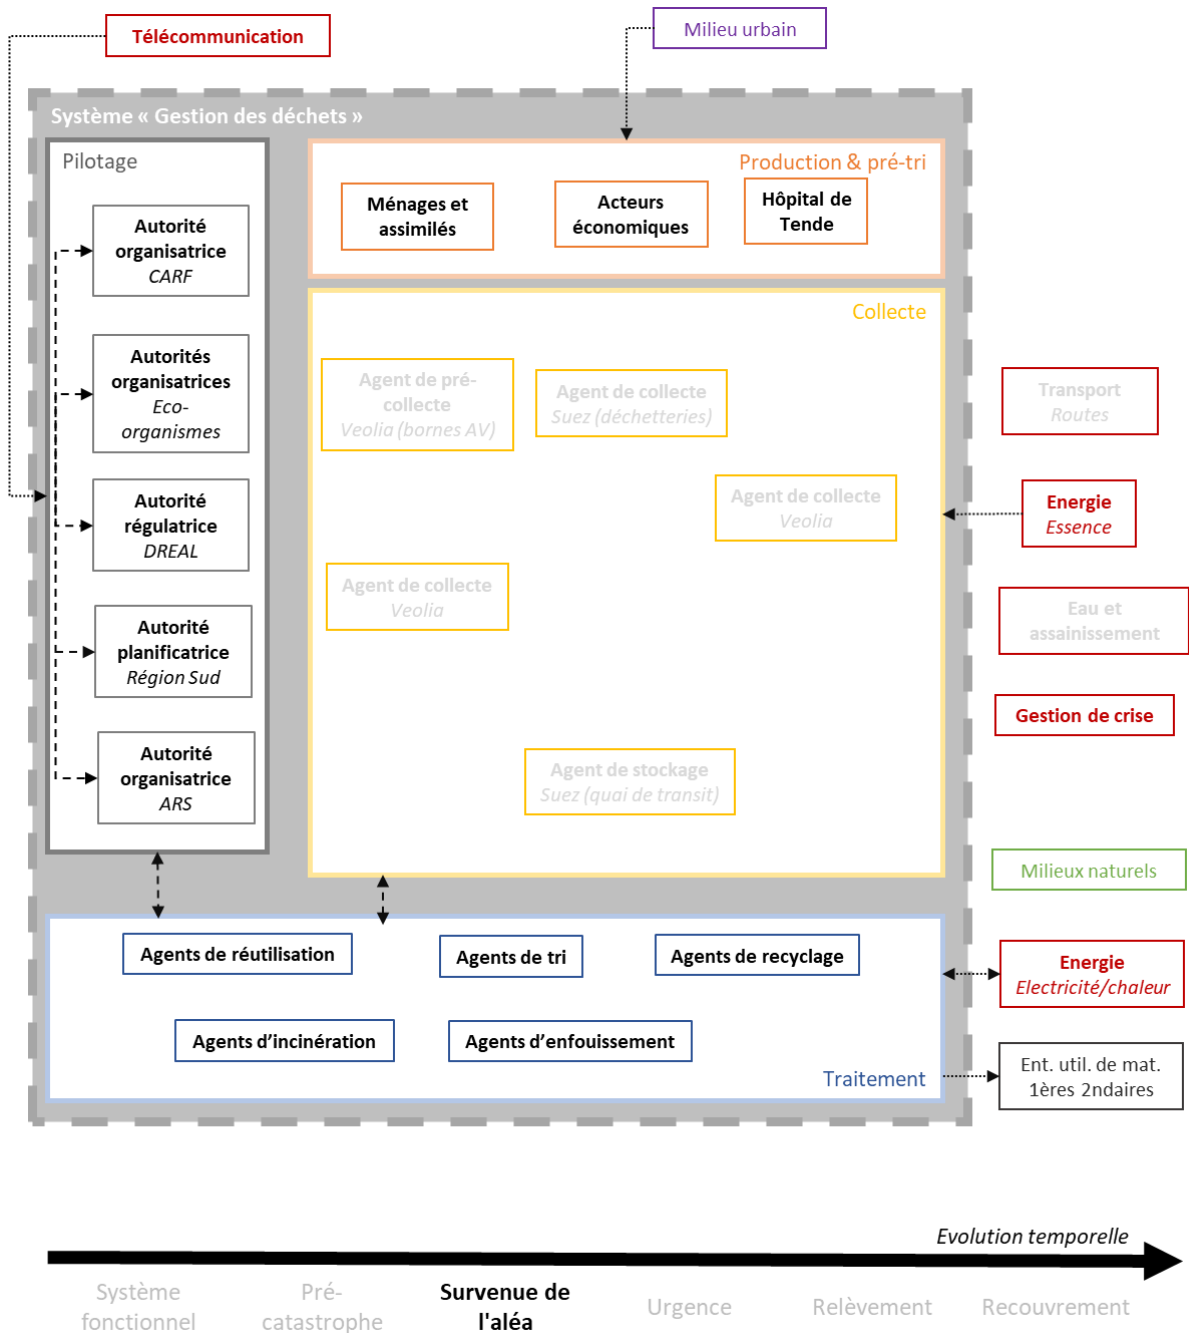 Télécommunication
Milieu urbain
Système « Gestion des déchets »
Pilotage
Autorité
organisatrice
CARF
Autorités
organisatrices
Eco-
organismes
Autorité
régulatrice
DREAL
Autorité
planificatrice
Région Sud
Autorité
organisatrice
ARS
Production & pré-tri
Ménages et
assimilés
Acteurs
économiques
Hôpital de
Tende
Collecte
Agent de pré-
collecte
Veolia (bornes AV)
Agent de collecte
Suez (déchetteries)
Agent de collecte
Veolia
Agent de collecte
Veolia
Agent de stockage
Suez (quai de transit)
Transport
Routes
Energie
Essence
Eau et
assainissement
Gestion de crise
Milieux naturels
Energie
Electricité/chaleur
Ent. util. de mat.
1ères 2ndaires
Agents de réutilisation
Agents de tri
Agents de recyclage
Agents d’incinération
Agents d’enfouissement
Traitement
Evolution temporelle
Système
fonctionnel
Pré-
catastrophe
Survenue de
l'aléa
Urgence
Relèvement
Recouvrement